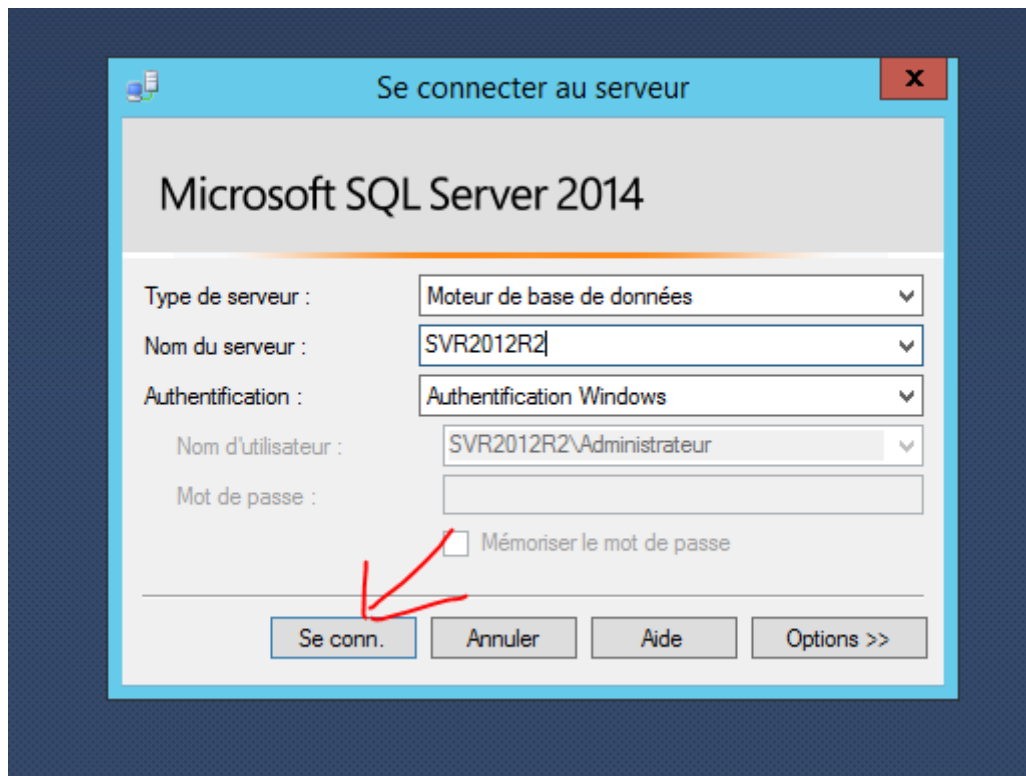 Se connecter au serveur
x
Microsoft SQL Server 2014
Type de serveur : Moteur de base de données
Nom du serveur : SVR2012R2
Authentification : Authentification Windows
Nom d'utilisateur : SVR2012R2\Administrateur
Mot de passe :
Mémoriser le mot de passe
Se conn. Annuler Aide Options >>